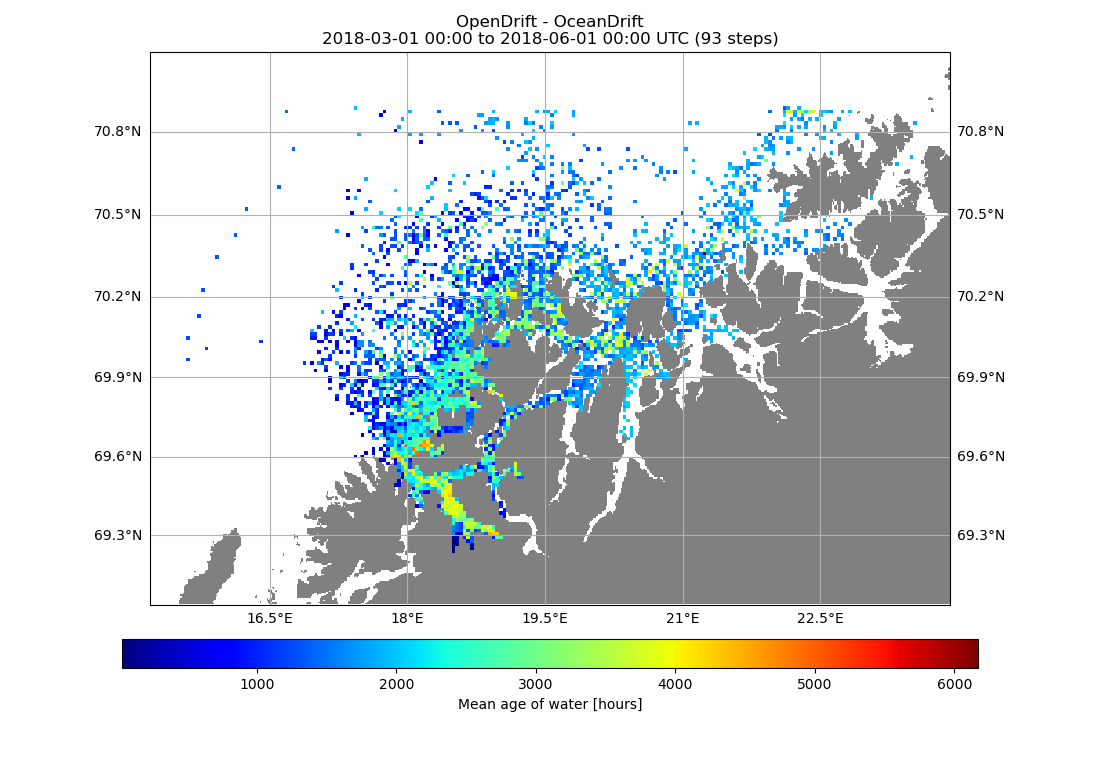 OpenDrift - OceanDrift
2018-03-01 00:00 to 2018-06-01 00:00 UTC (93 steps)
70.8°N 70.8°N
70.5°N 70.5°N
70.2°N 70.2°N
69.9°N 69.9°N
69.6°N 69.6°N
69.3°N 69.3°N
16.5°E 18°E 19.5°E 21°E 22.5°E
1000 2000 3000 4000 5000 6000
Mean age of water [hours]